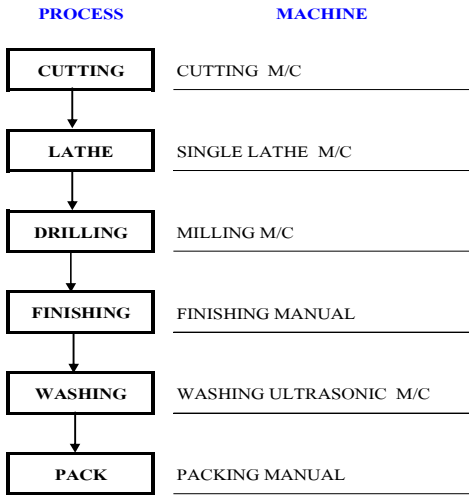 PROCESS MACHINE
CUTTING CUTTING M/C
LATHE SINGLE LATHE M/C
DRILLING MILLING M/C
FINISHING FINISHING MANUAL
WASHING WASHING ULTRASONIC M/C
PACK PACKING MANUAL